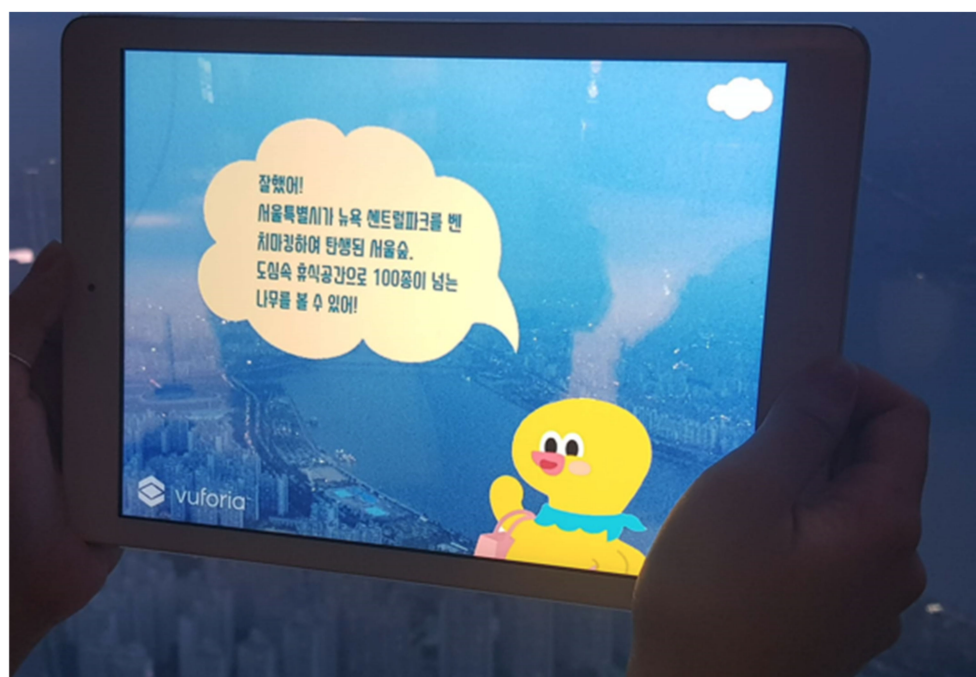 잘했어!
서울특별시가 뉴욕 센트럴파크를 벤
치마킹하여 탄생된 서울숲.
도심속 휴식공간으로 100종이 넘는
나무를 볼 수 있어!
vuforia